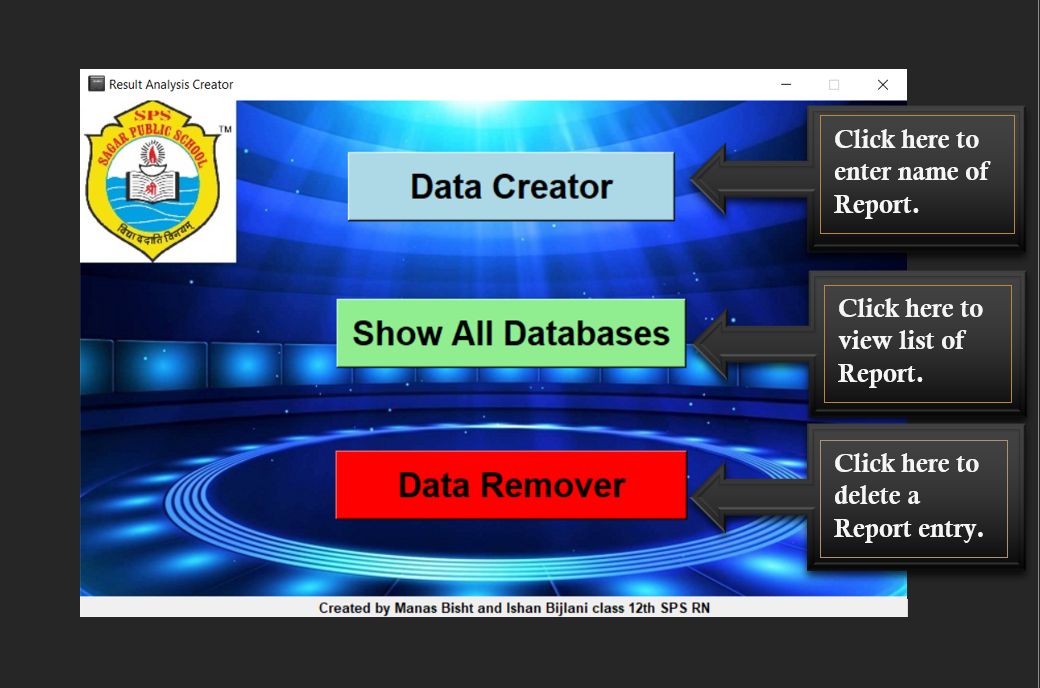 Result Analysis Creator
SPS
SAGAR PUBLIC SCHOOL
TM
श्री
विद्या ददाति विनयम्
Data Creator
Click here to
enter name of
Report.
Show All Databases
Click here to
view list of
Report.
Data Remover
Click here to
delete a
Report entry.
Created by Manas Bisht and Ishan Bijlani class 12th SPS RN